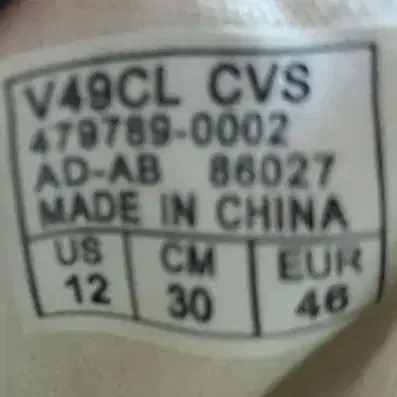 V49CL CVS
479789-0002
AD-AB 86027
MADE IN CHINA
US CM EUR
12 30 46